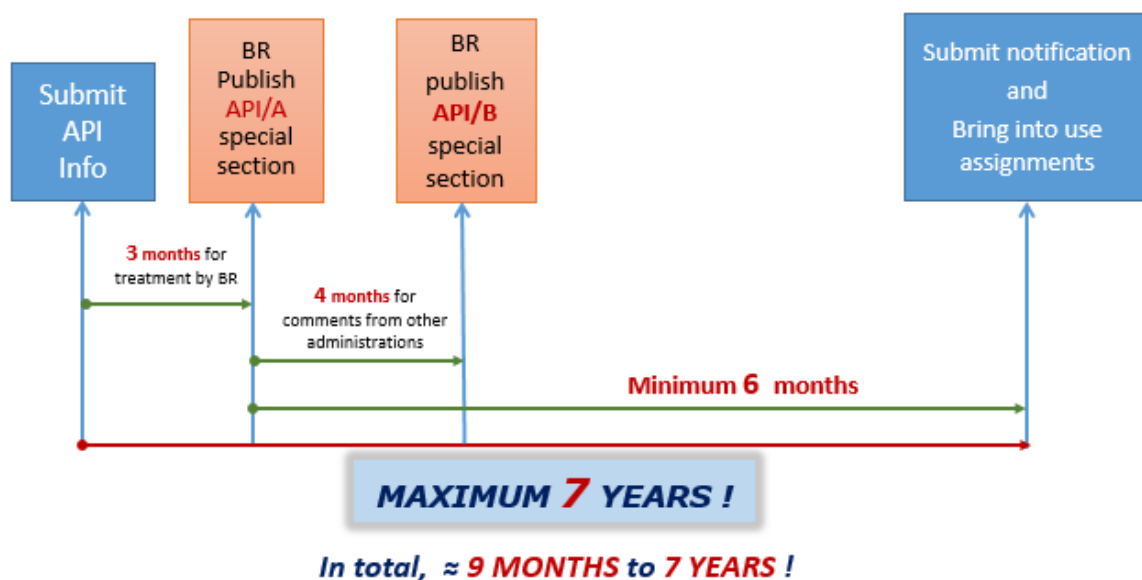 Submit
API
Info
BR
Publish
API/A
special
section
BR
publish
API/B
special
section
Submit notification
and
Bring into use
assignments
3 months for
treatment by BR
4 months for
comments from other
administrations
Minimum 6 months
MAXIMUM 7 YEARS !
In total, ≈ 9 MONTHS to 7 YEARS !